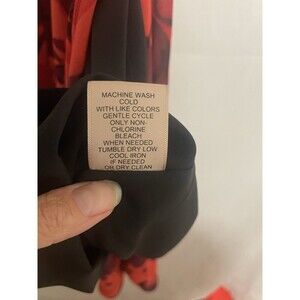 MACHINE WASH
COLD
WITH LIKE COLORS
GENTLE CYCLE
ONLY NON-
CHLORINE
BLEACH
WHEN NEEDED
TUMBLE DRY LOW
COOL IRON
IF NEEDED
OR DRY CLEAN